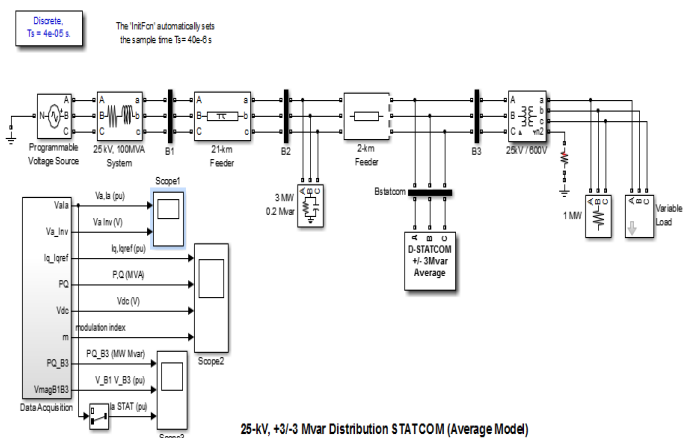 Discrete,
Ts = 4e-05 s.
The 'InitFcn' automatically sets
the sample time Ts= 40e-6 s
N
A
B
C
Programmable
Voltage Source
A
B
C
a
b
c
25 kV, 100MVA
System
B1
A
B
C
a
b
c
21-km
Feeder
B2
2-km
Feeder
B3
A
B
C
a
b
c
n2
25kV / 600V
A
B
C
3 MW
0.2 Mvar
Bstatcom
A
B
C
D-STATCOM
+/- 3Mvar
Average
A
B
C
1 MW
A
B
C
Variable
Load
VaIa
Va_Inv
Iq_Iqref
PQ
Vdc
m
PQ_B3
VmagB1B3
Data Acquisition
Va,Ia (pu)
Va Inv (V)
Iq,Iqref (pu)
P,Q (MVA)
Vdc (V)
modulation index
PQ_B3 (MW Mvar)
V_B1 V_B3 (pu)
Ia STAT (pu)
Scope1
Scope2
Scope3
25-kV, +3/-3 Mvar Distribution STATCOM (Average Model)